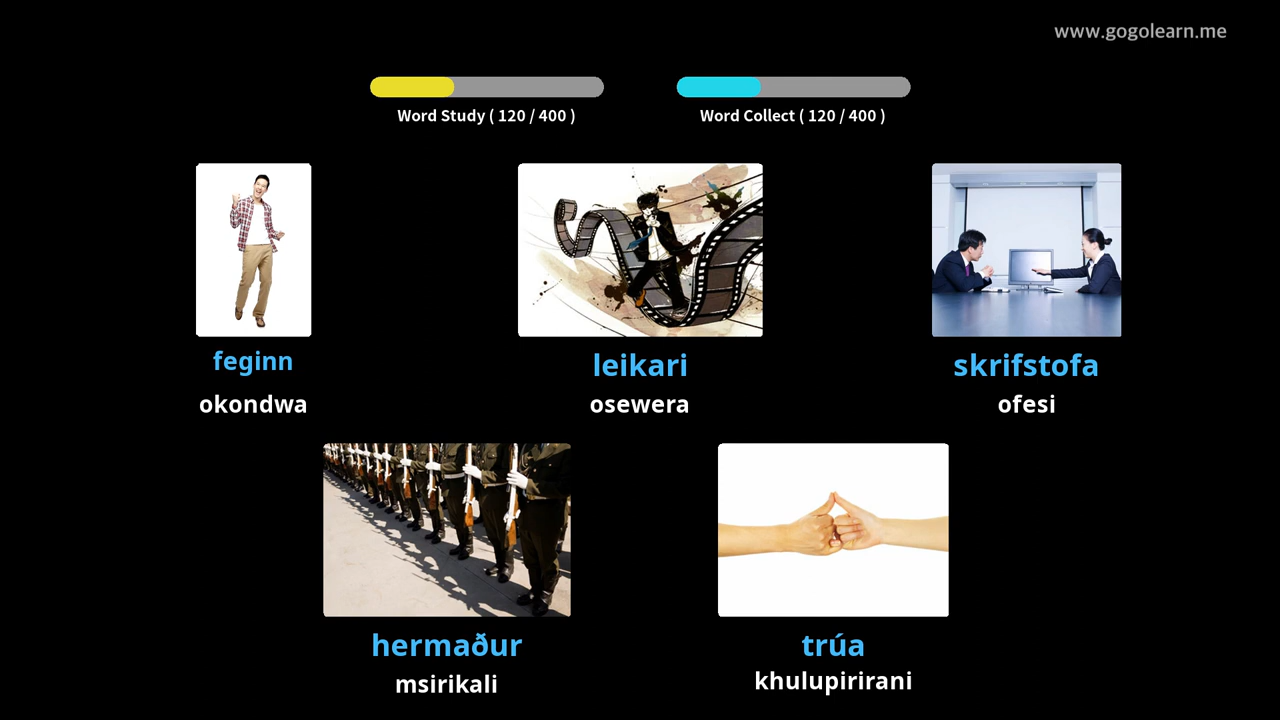 www.gogolearn.me
Word Study ( 120 / 400 )
Word Collect ( 120 / 400 )
feginn
okondwa
leikari
osewera
skrifstofa
ofesi
hermaður
msirikali
trúa
khulupirirani